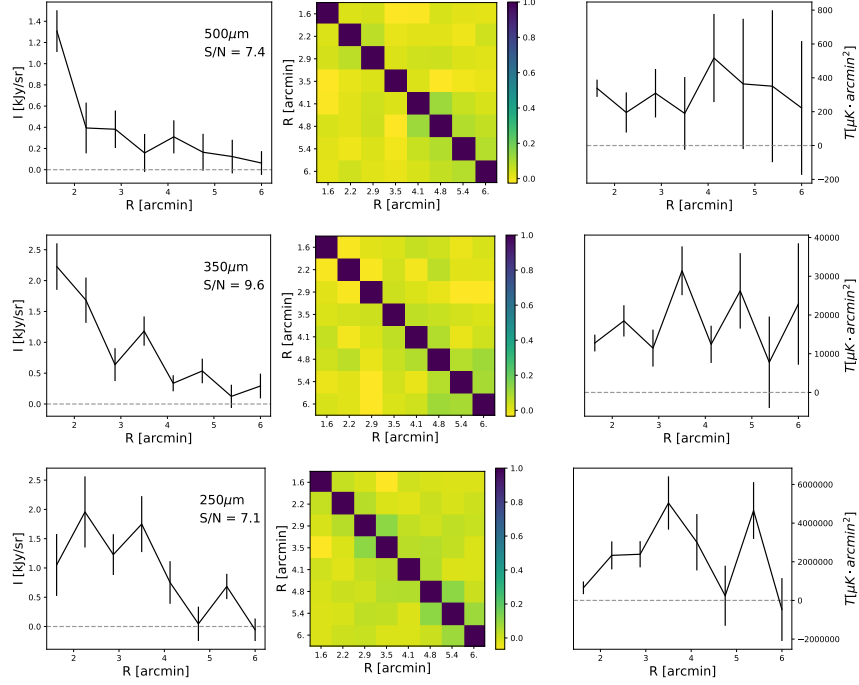 500μm
S/N = 7.4
I [kJy/sr]
1.4
1.2
1.0
0.8
0.6
0.4
0.2
0.0
2 3 4 5 6
R [arcmin]
R [arcmin]
1.6
2.2
2.9
3.5
4.1
4.8
5.4
6.
1.6 2.2 2.9 3.5 4.1 4.8 5.4 6.
R [arcmin]
1.0
0.8
0.6
0.4
0.2
0.0
800
600
400
200
0
−200
T[μK·arcmin²]
2 3 4 5 6
R [arcmin]
350μm
S/N = 9.6
I [kJy/sr]
2.5
2.0
1.5
1.0
0.5
0.0
2 3 4 5 6
R [arcmin]
R [arcmin]
1.6
2.2
2.9
3.5
4.1
4.8
5.4
6.
1.6 2.2 2.9 3.5 4.1 4.8 5.4 6.
R [arcmin]
1.0
0.8
0.6
0.4
0.2
0.0
40000
30000
20000
10000
0
T[μK·arcmin²]
2 3 4 5 6
R [arcmin]
250μm
S/N = 7.1
I [kJy/sr]
2.5
2.0
1.5
1.0
0.5
0.0
2 3 4 5 6
R [arcmin]
R [arcmin]
1.6
2.2
2.9
3.5
4.1
4.8
5.4
6.
1.6 2.2 2.9 3.5 4.1 4.8 5.4 6.
R [arcmin]
1.0
0.8
0.6
0.4
0.2
0.0
6000000
4000000
2000000
0
−2000000
T[μK·arcmin²]
2 3 4 5 6
R [arcmin]